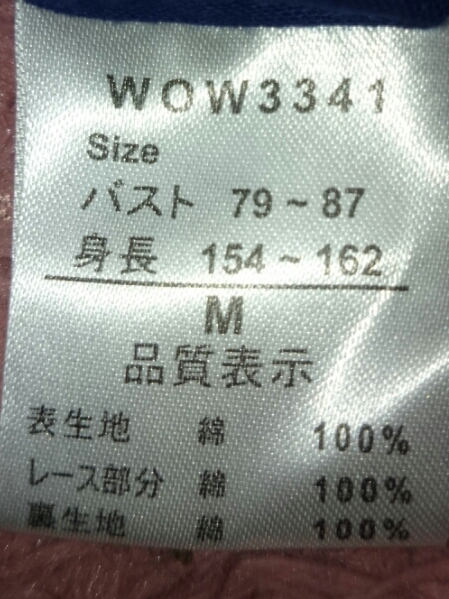 WOW3341
Size
バスト 79~87
身長 154~162
M
品質表示
表生地 綿 100%
レース部分 綿 100%
裏生地 綿 100%